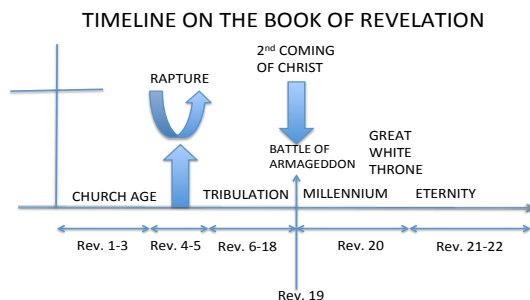 TIMELINE ON THE BOOK OF REVELATION
RAPTURE
2nd COMING
OF CHRIST
BATTLE OF
ARMAGEDDON
GREAT
WHITE
THRONE
CHURCH AGE
TRIBULATION
MILLENNIUM
ETERNITY
Rev. 1-3
Rev. 4-5
Rev. 6-18
Rev. 20
Rev. 21-22
Rev. 19